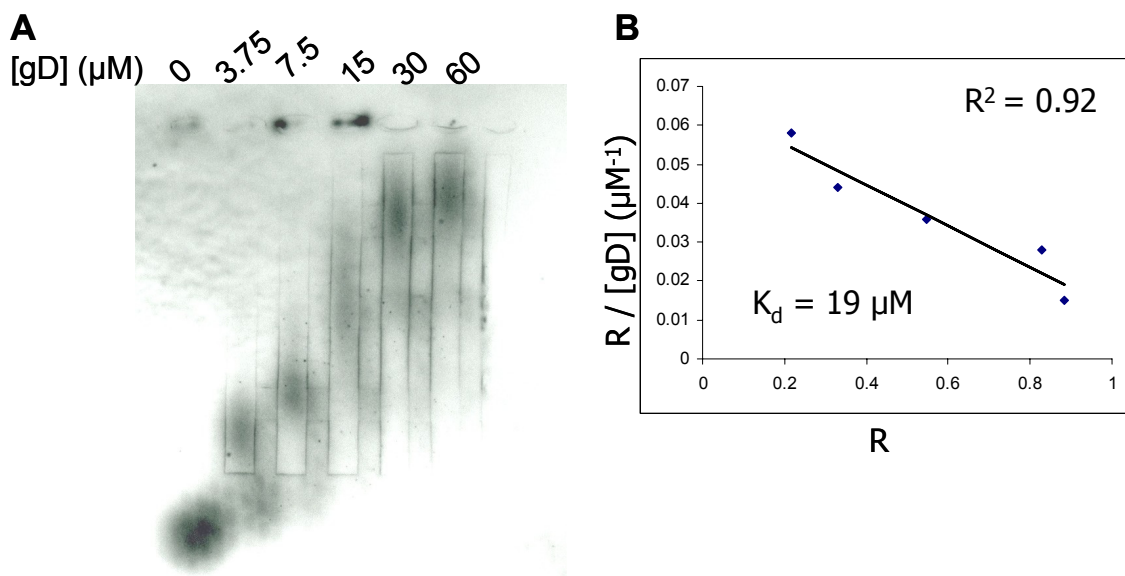 A
[gD] (µM) 0 3.75 7.5 15 30 60
B
R² = 0.92
K_d = 19 µM
R / [gD] (µM⁻¹)
0.07
0.06
0.05
0.04
0.03
0.02
0.01
0
0 0.2 0.4 0.6 0.8 1
R